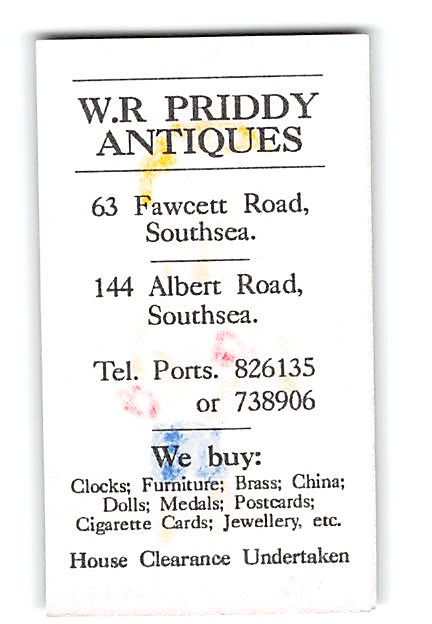 W.R PRIDDY
ANTIQUES
63 Fawcett Road,
Southsea.
144 Albert Road,
Southsea.
Tel. Ports. 826135
or 738906
We buy:
Clocks; Furniture; Brass; China;
Dolls; Medals; Postcards;
Cigarette Cards; Jewellery, etc.
House Clearance Undertaken